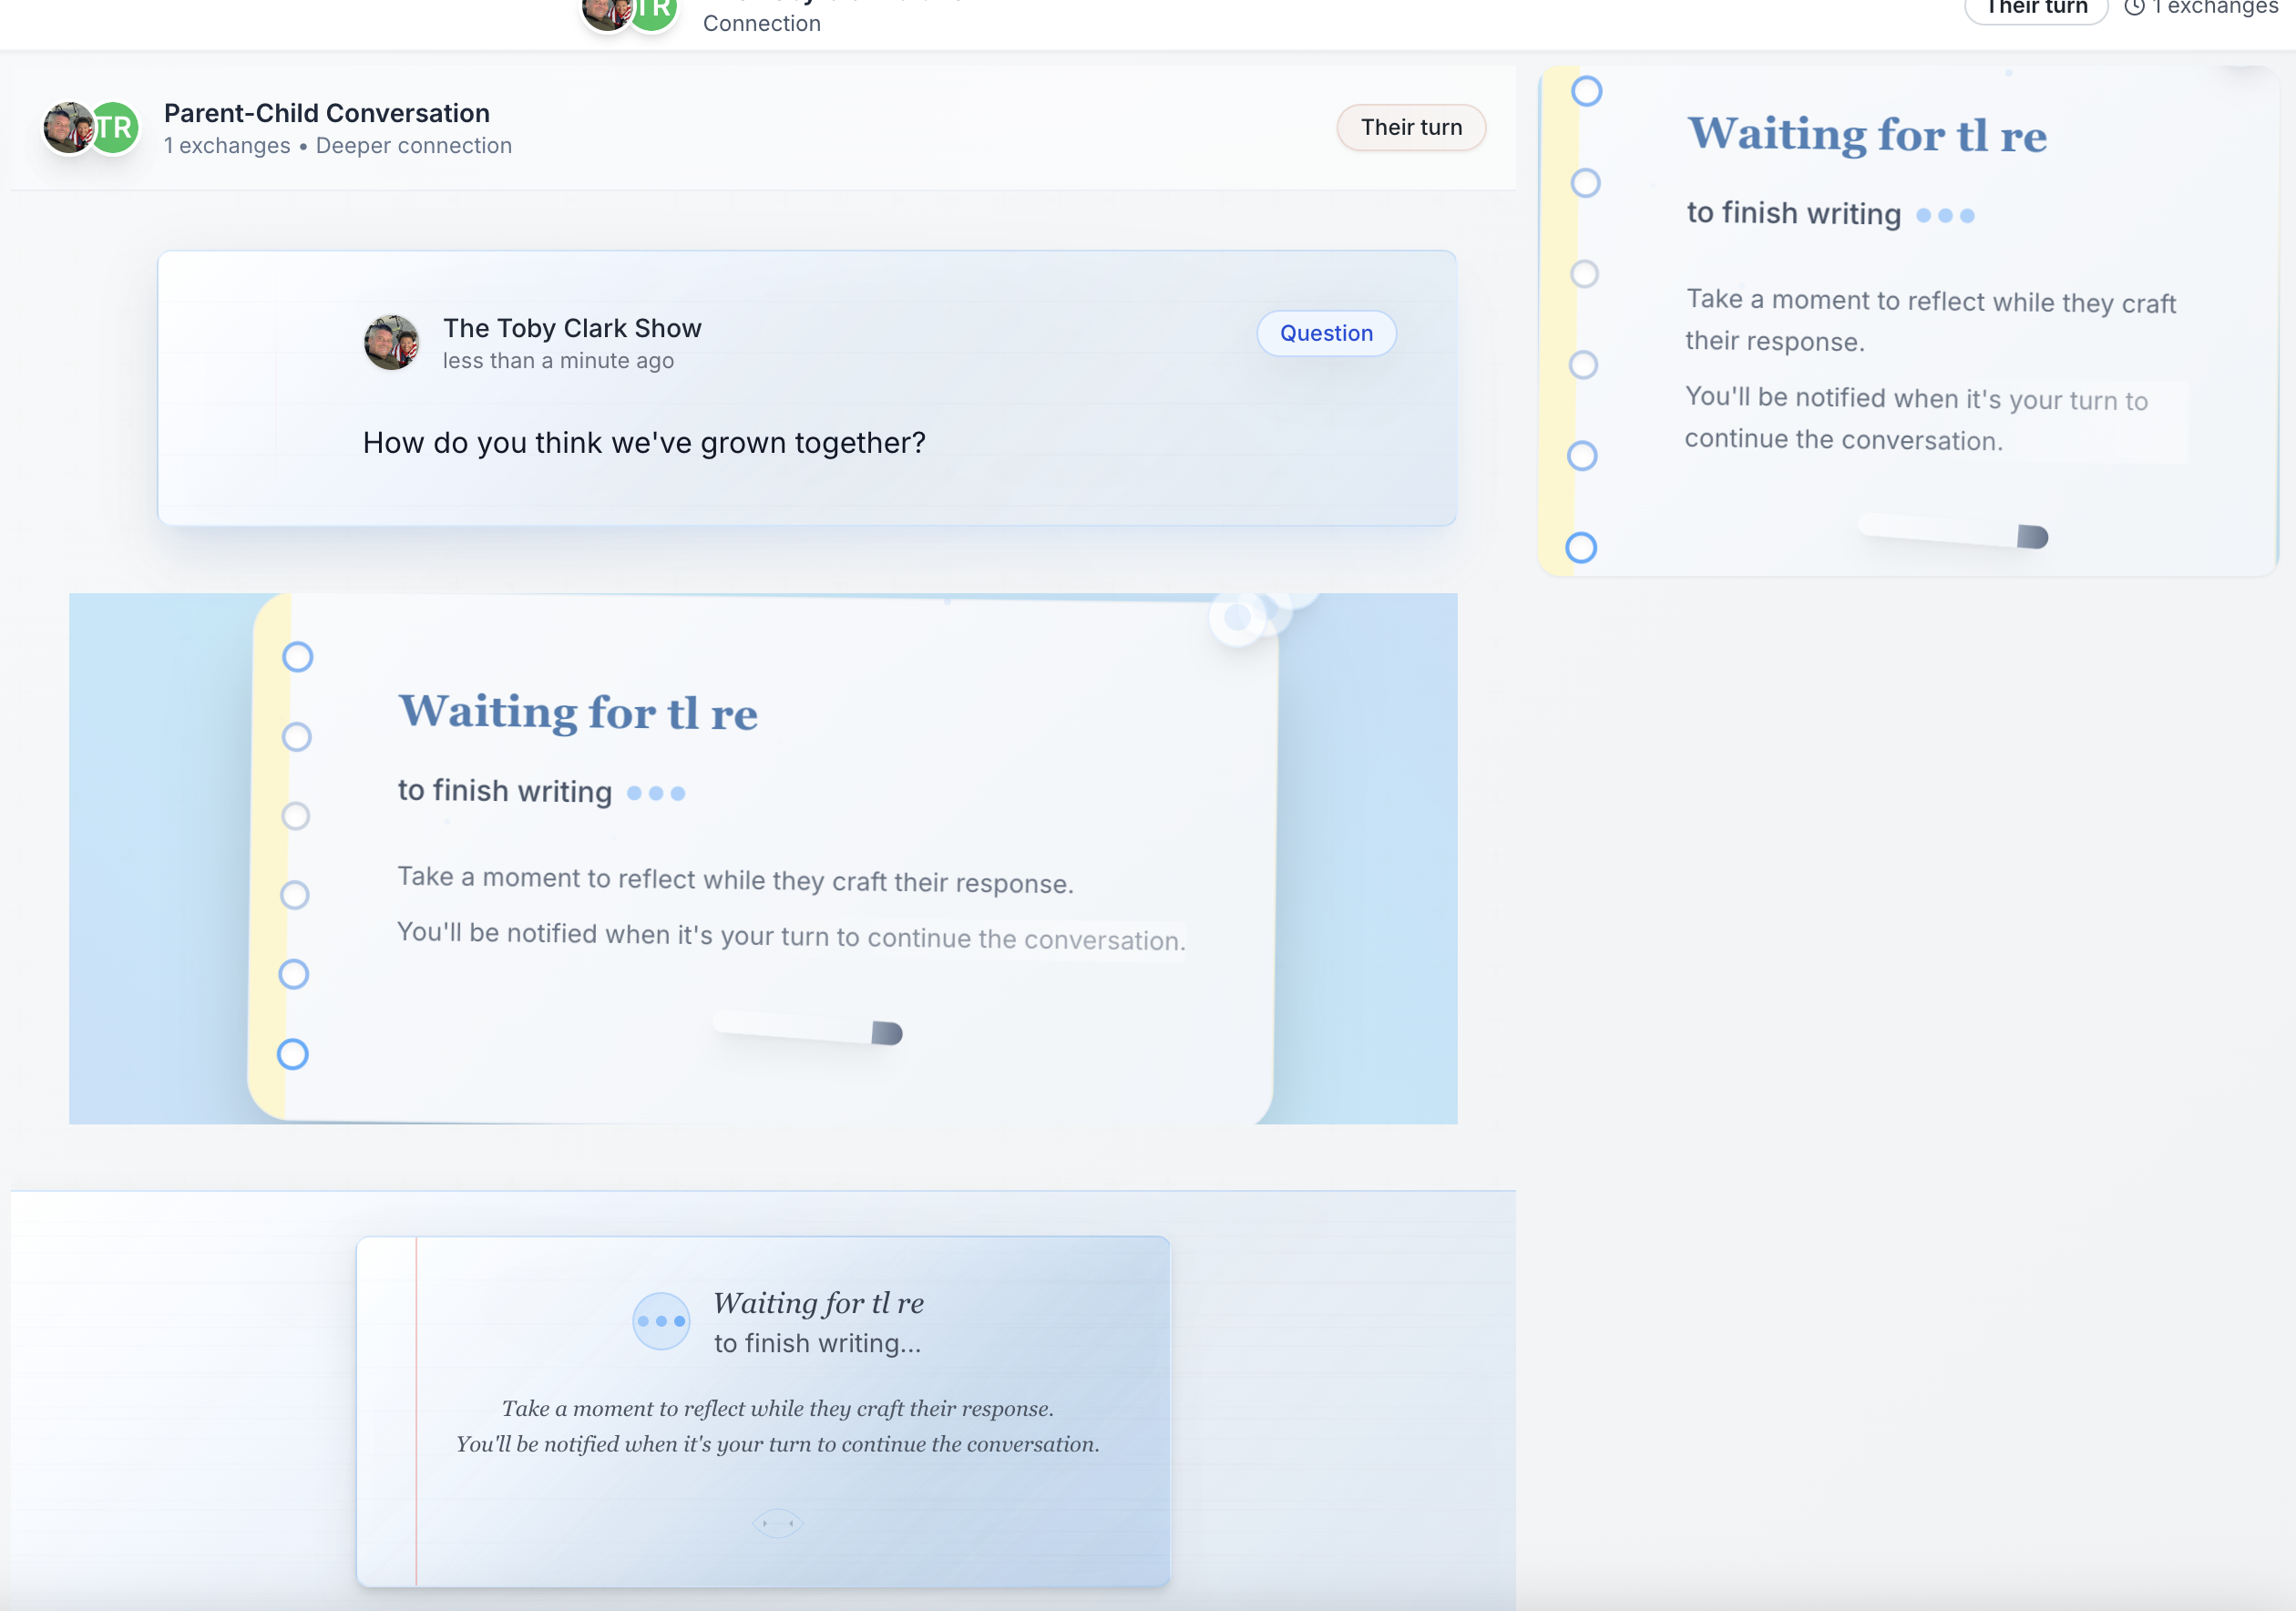 TR
Connection
Their turn
1 exchanges
TR
Parent-Child Conversation
1 exchanges • Deeper connection
Their turn
The Toby Clark Show
less than a minute ago
Question
How do you think we've grown together?
Waiting for tl re
to finish writing
Take a moment to reflect while they craft their response.
You'll be notified when it's your turn to continue the conversation.
Waiting for tl re
to finish writing...
Take a moment to reflect while they craft their response.
You'll be notified when it's your turn to continue the conversation.
Waiting for tl re
to finish writing
Take a moment to reflect while they craft
their response.
You'll be notified when it's your turn to
continue the conversation.